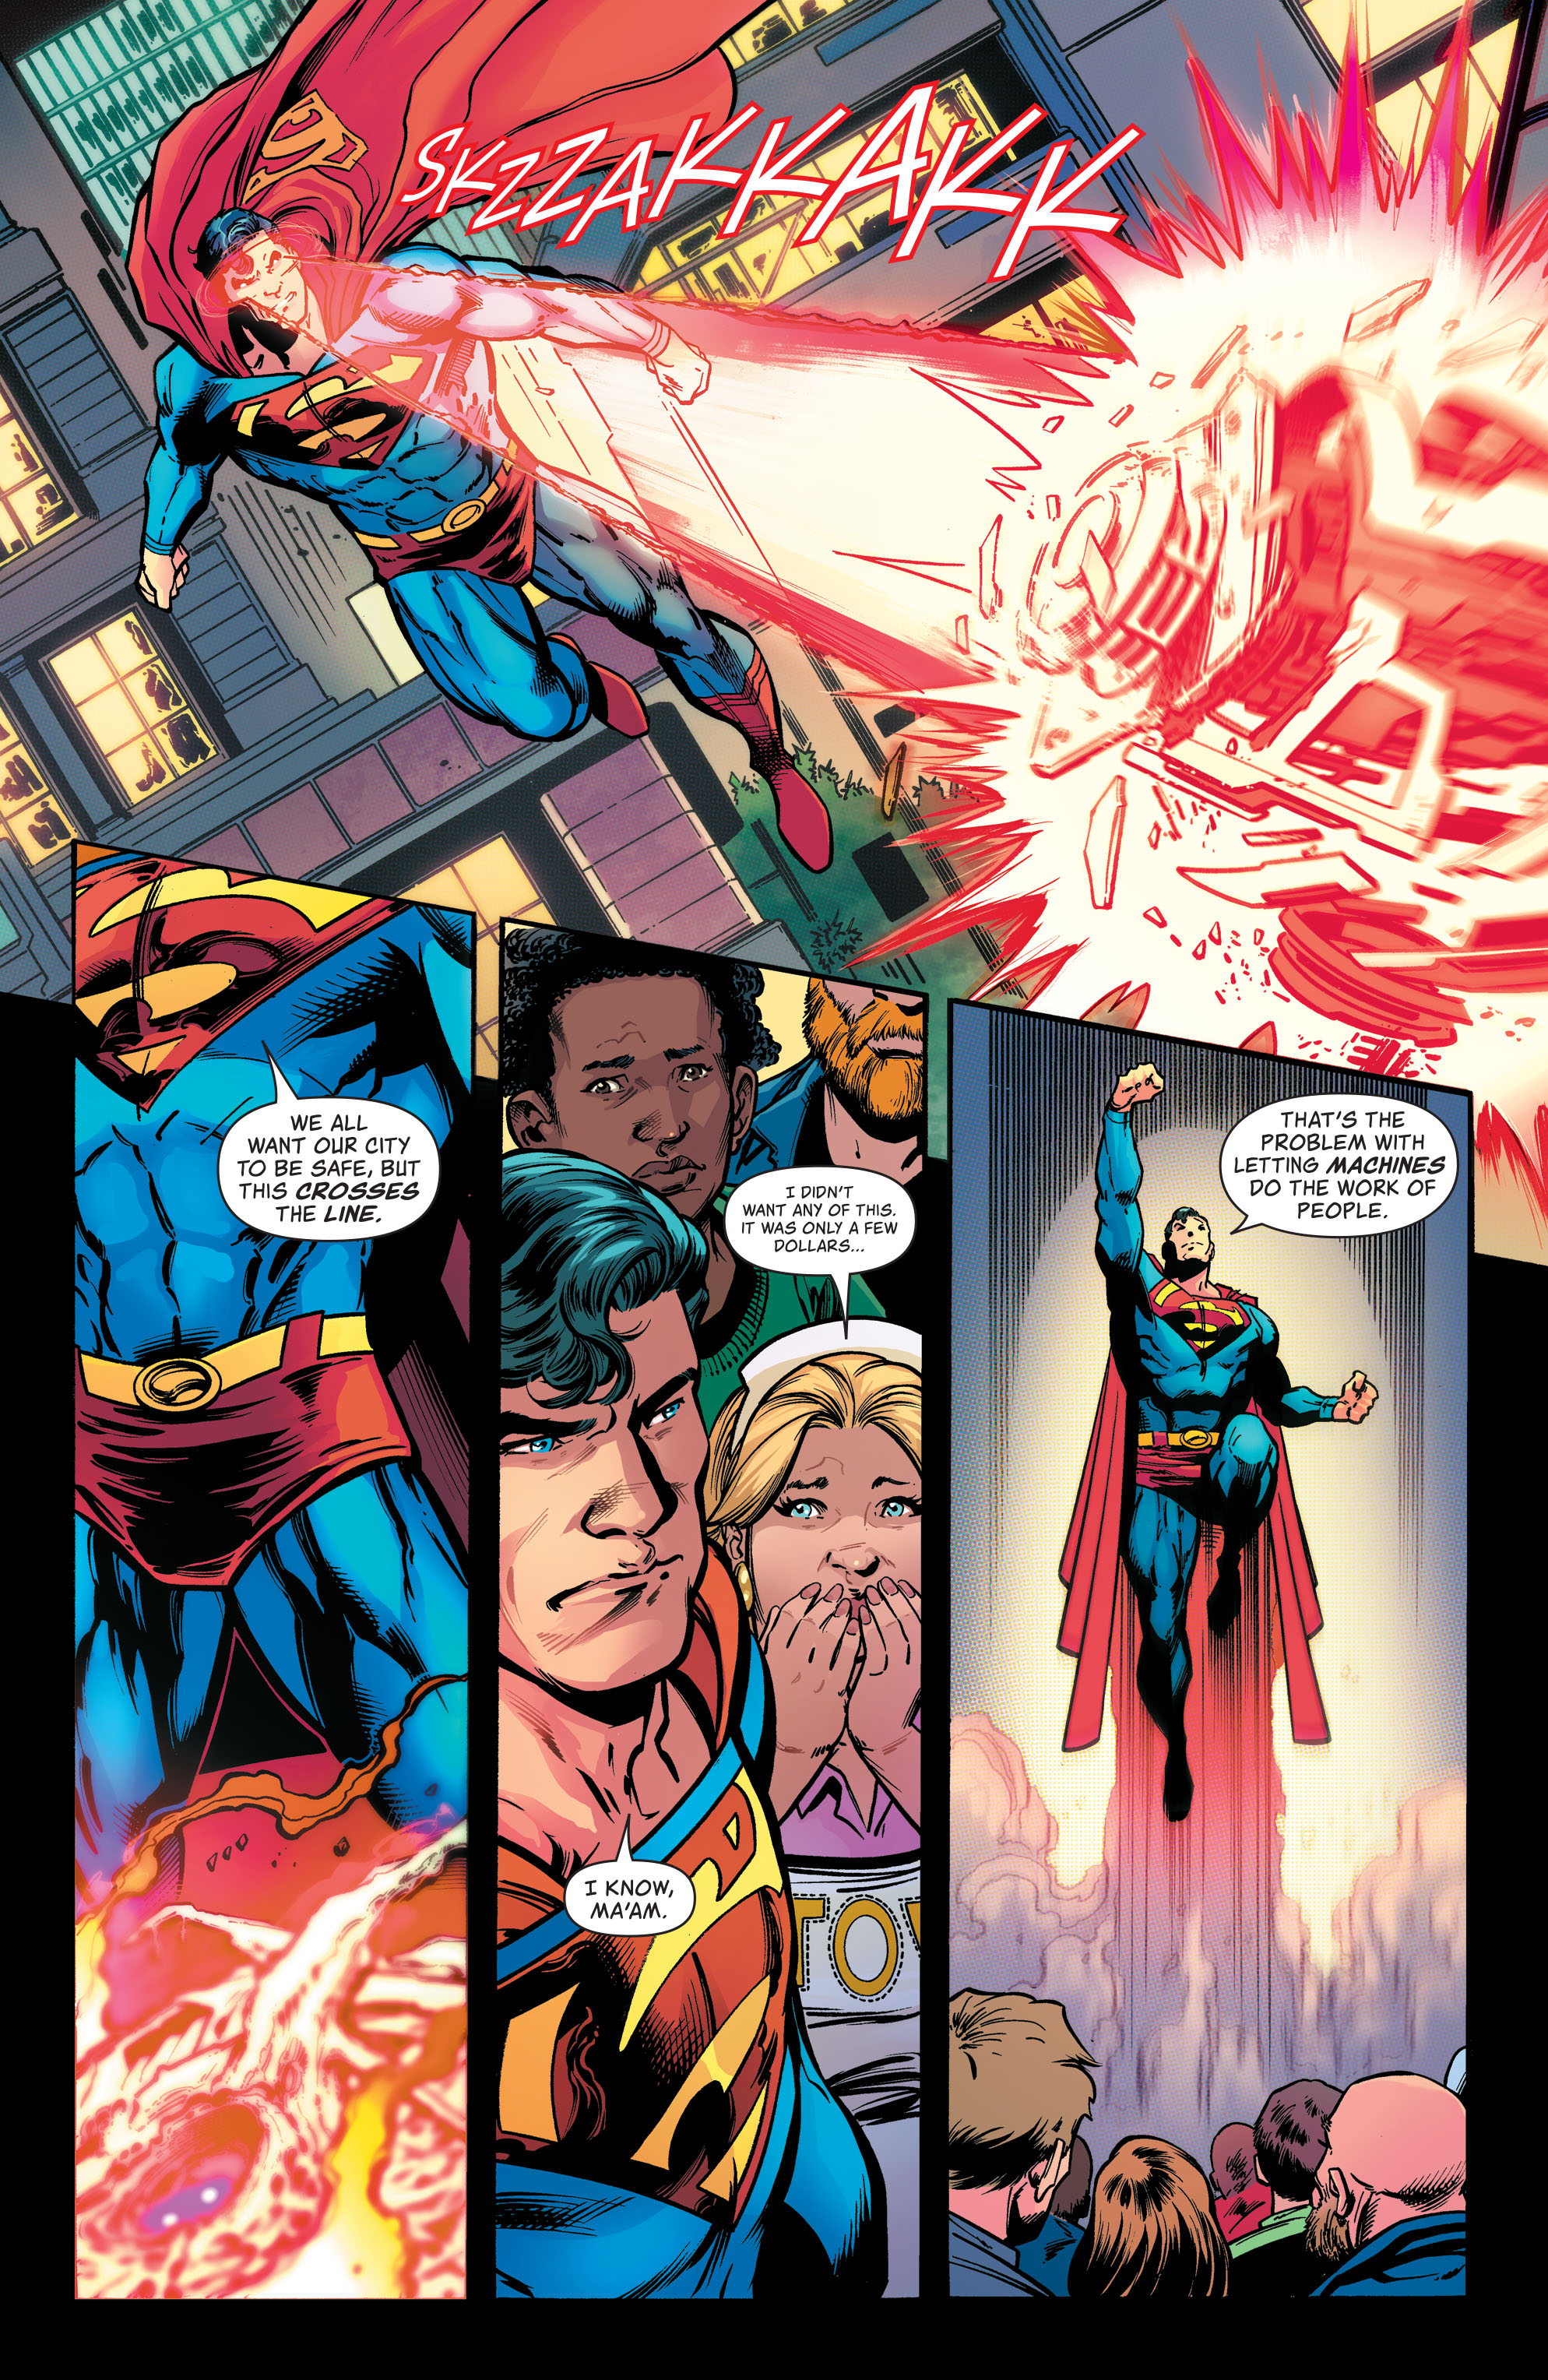 SKZZAKKAKK
WE ALL
WANT OUR CITY
TO BE SAFE, BUT
THIS CROSSES
THE LINE.
I DIDN'T
WANT ANY OF THIS.
IT WAS ONLY A FEW
DOLLARS...
I KNOW,
MA'AM.
TO
THAT'S THE
PROBLEM WITH
LETTING MACHINES
DO THE WORK OF
PEOPLE.